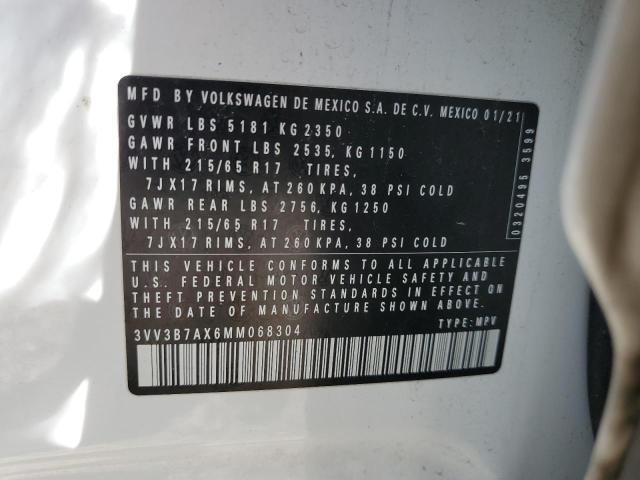 MFD BY VOLKSWAGEN DE MEXICO S.A. DE C.V. MEXICO 01/21
GVWR LBS 5181 KG 2350
GAWR FRONT LBS 2535, KG 1150
WITH 215/65 R17 TIRES,
7JX17 RIMS, AT 260 KPA, 38 PSI COLD
GAWR REAR LBS 2756, KG 1250
WITH 215/65 R17 TIRES,
7JX17 RIMS, AT 260 KPA, 38 PSI COLD
THIS VEHICLE CONFORMS TO ALL APPLICABLE
U.S. FEDERAL MOTOR VEHICLE SAFETY AND
THEFT PREVENTION STANDARDS IN EFFECT ON
THE DATE OF MANUFACTURE SHOWN ABOVE.
3VV3B7AX6MM068304 TYPE: MPV
0320495 3599